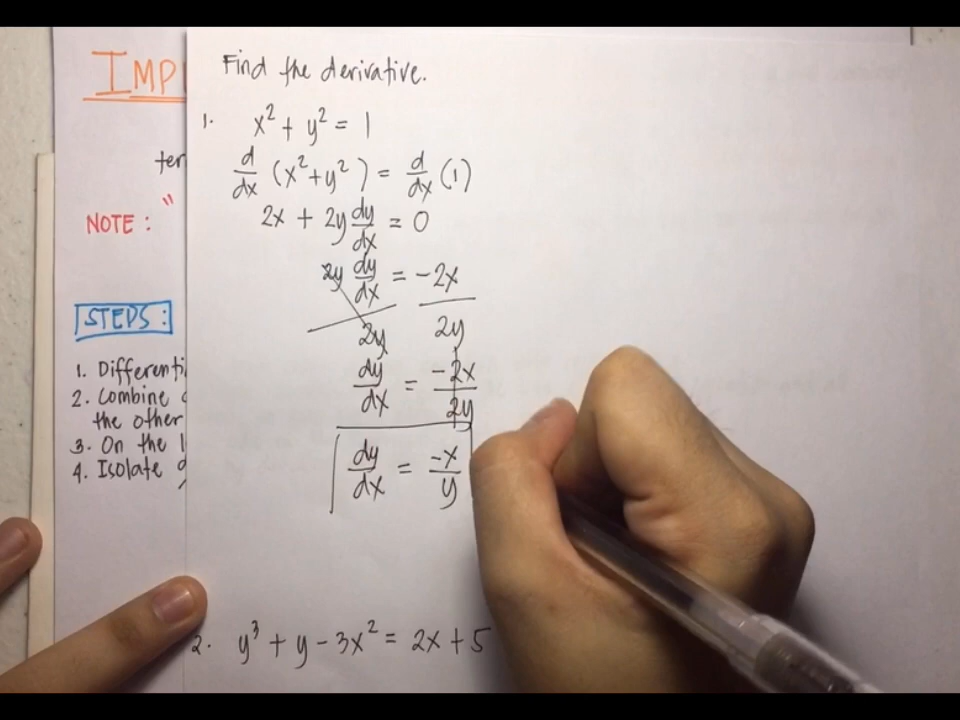 IMP
Find the derivative.
1. x² + y² = 1
ter
d/dx (x² + y²) = d/dx (1)
NOTE : "
2x + 2y dy/dx = 0
2y dy/dx / 2y = -2x / 2y
STEPS :
dy/dx = -2x / 2y
1. Differenti
2. Combine
the other
3. On the
4. Isolate
dy/dx = -x / y
2. y³ + y - 3x² = 2x + 5